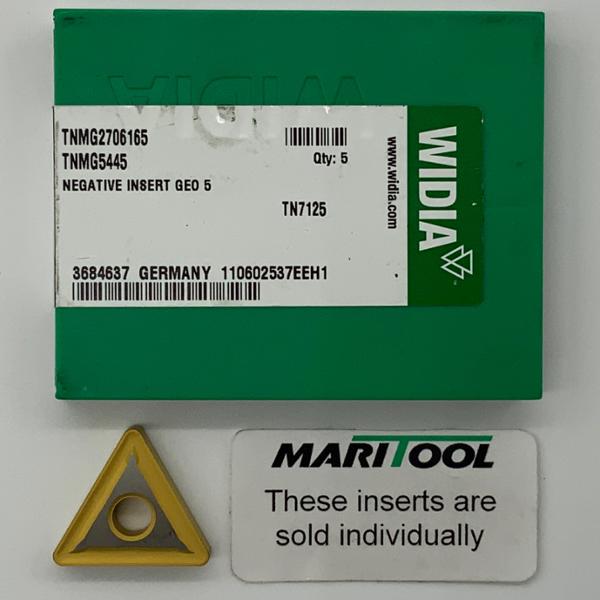 WIDIA
TNMG2706165
TNMG5445
Qty: 5
NEGATIVE INSERT GEO 5
TN7125
3684637 GERMANY 110602537EEH1
www.widia.com
WIDIA
MARITOOL
These inserts are
sold individually